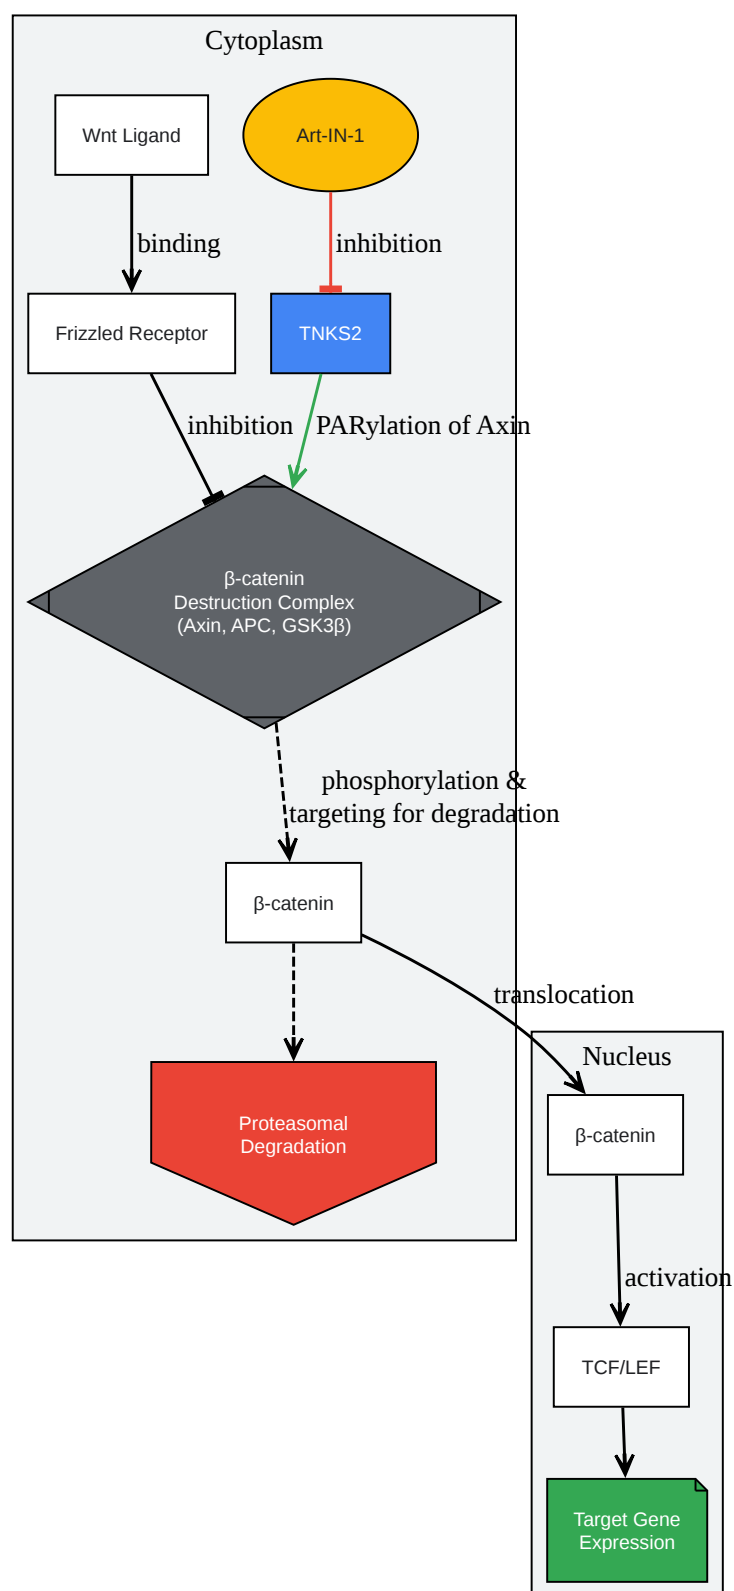 Cytoplasm
Wnt Ligand
Art-IN-1
binding
inhibition
Frizzled Receptor
TNKS2
inhibition
PARylation of Axin
β-catenin
Destruction Complex
(Axin, APC, GSK3β)
phosphorylation &
targeting for degradation
β-catenin
translocation
Nucleus
Proteasomal
Degradation
β-catenin
activation
TCF/LEF
Target Gene
Expression